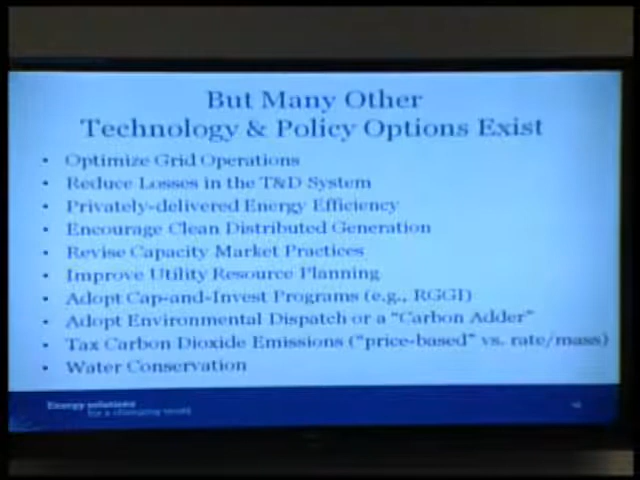 But Many Other
Technology & Policy Options Exist
• Optimize Grid Operations
• Reduce Losses in the T&D System
• Privately-delivered Energy Efficiency
• Encourage Clean Distributed Generation
• Revise Capacity Market Practices
• Improve Utility Resource Planning
• Adopt Cap-and-Invest Programs (e.g., RGGI)
• Adopt Environmental Dispatch or a "Carbon Adder"
• Tax Carbon Dioxide Emissions ("price-based" vs. rate/mass)
• Water Conservation
Energy solutions
for a changing world